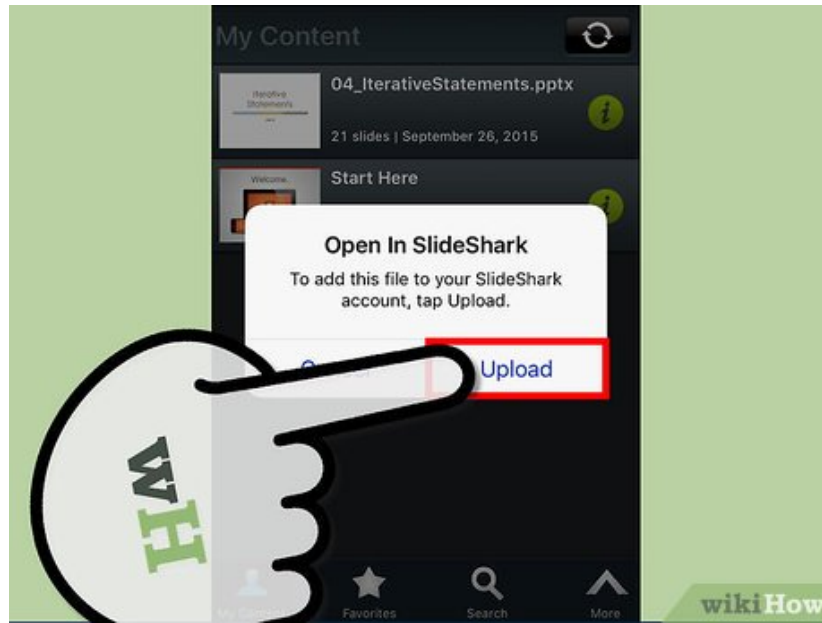 My Content
Iterative
Statements
04_IterativeStatements.pptx
21 slides | September 26, 2015
Welcome.
Start Here
Open In SlideShark
To add this file to your SlideShark
account, tap Upload.
Upload
wH
Favorites
Search
More
wikiHow